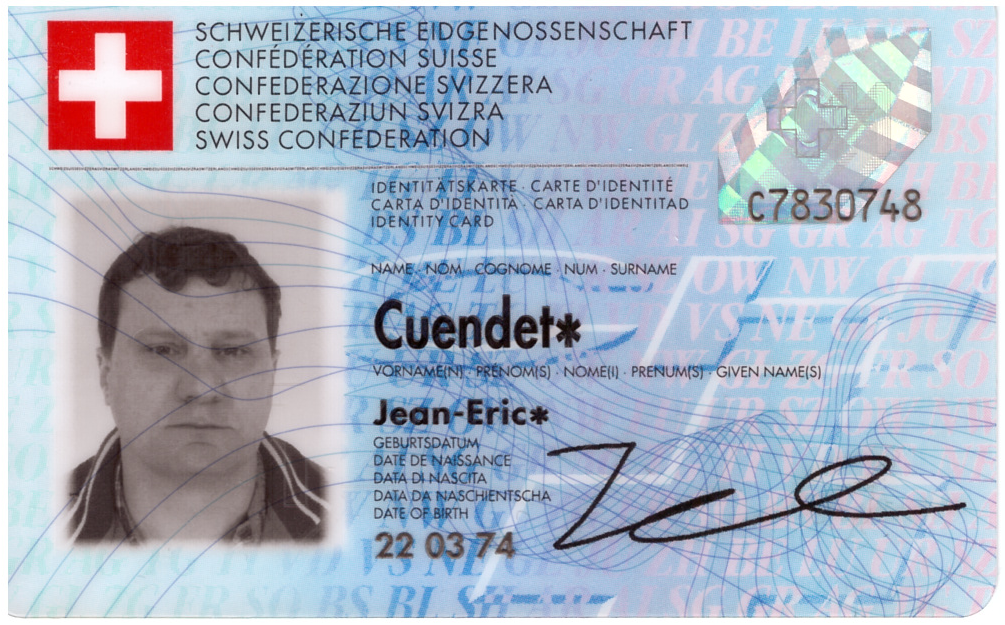 SCHWEIZERISCHE EIDGENOSSENSCHAFT
CONFÉDÉRATION SUISSE
CONFEDERAZIONE SVIZZERA
CONFEDERAZIUN SVIZRA
SWISS CONFEDERATION
IDENTITÄTSKARTE · CARTE D'IDENTITÉ
CARTA D'IDENTITÀ · CARTA D'IDENTITAD
IDENTITY CARD
C7830748
NAME · NOM · COGNOME · NUM · SURNAME
Cuendet*
VORNAME(N) · PRÉNOM(S) · NOME(I) · PRENUM(S) · GIVEN NAME(S)
Jean-Eric*
GEBURTSDATUM
DATE DE NAISSANCE
DATA DI NASCITA
DATA DA NASCHIENTSCHA
DATE OF BIRTH
22 03 74